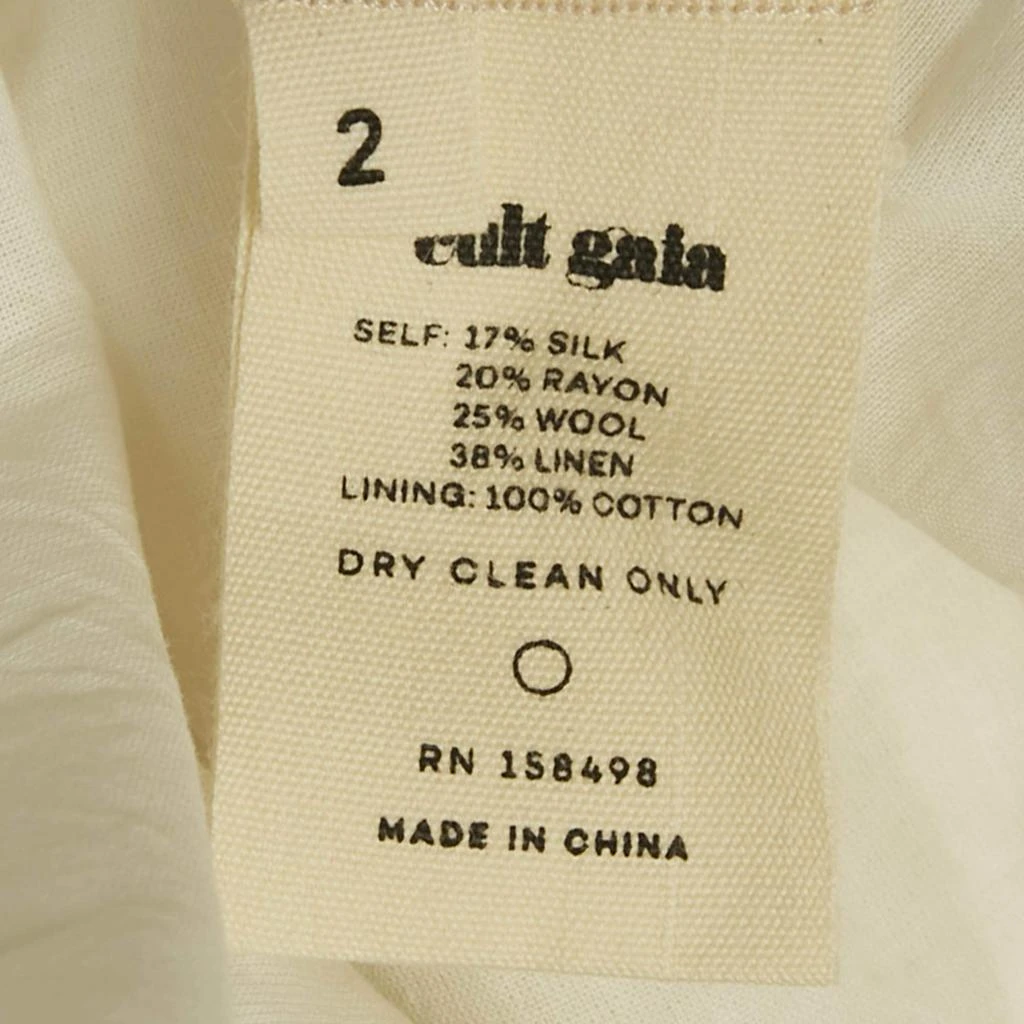 2
cult gaia
SELF: 17% SILK
20% RAYON
25% WOOL
38% LINEN
LINING: 100% COTTON
DRY CLEAN ONLY
RN 158498
MADE IN CHINA